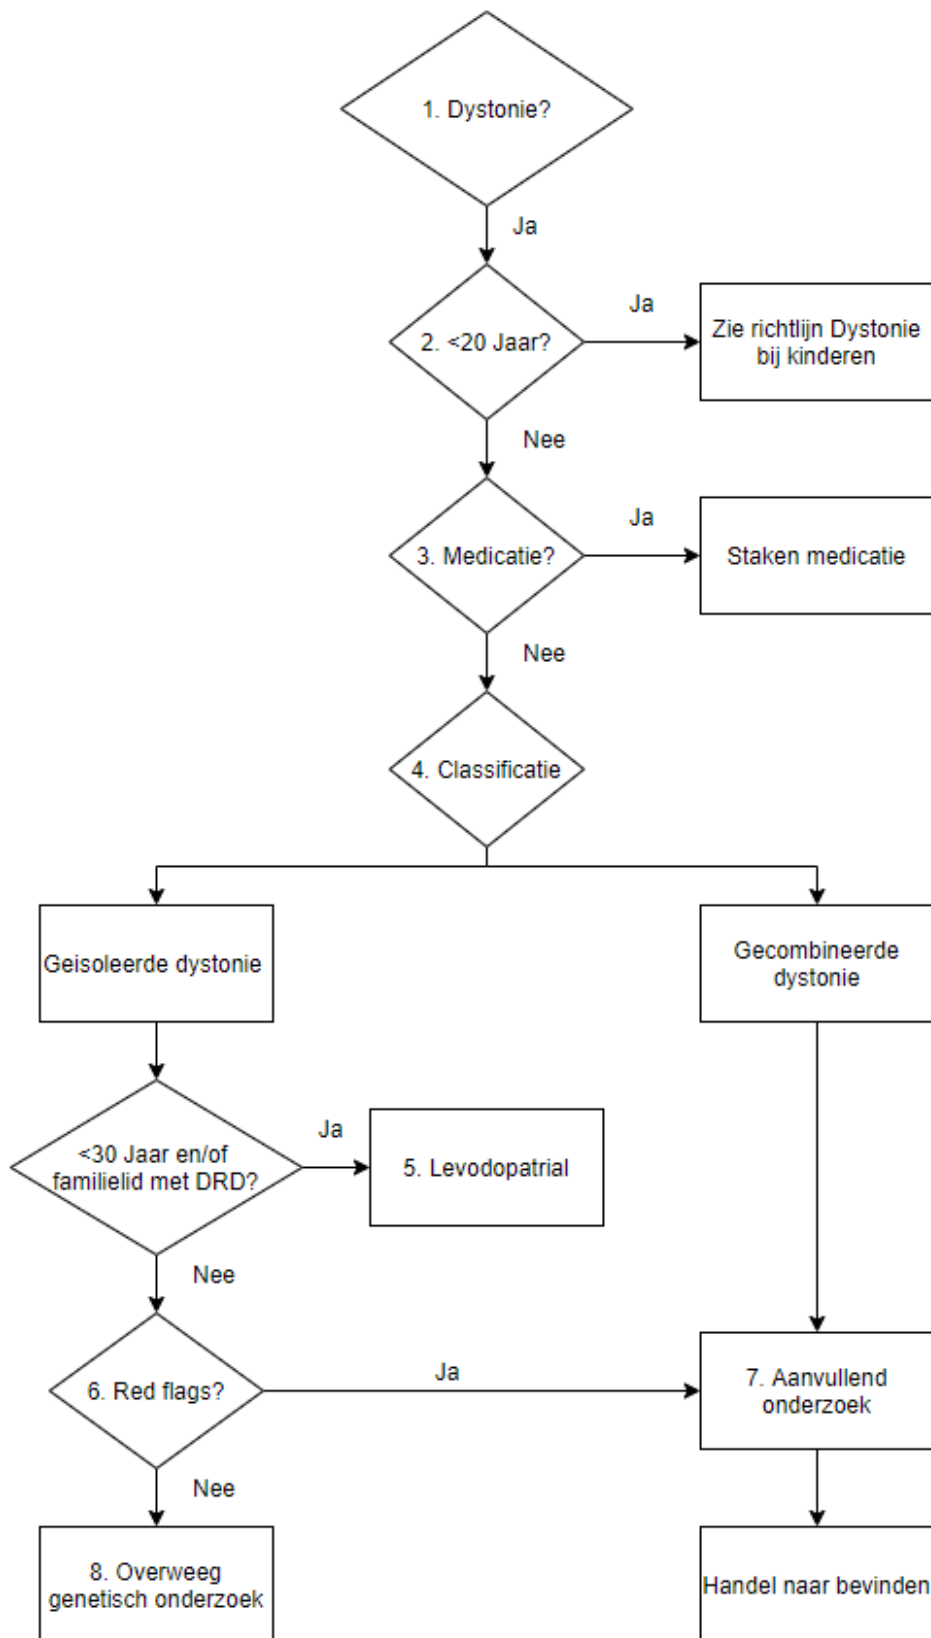 1. Dystonie?
Ja
2. <20 Jaar?
Ja
Zie richtlijn Dystonie
bij kinderen
Nee
3. Medicatie?
Ja
Staken medicatie
Nee
4. Classificatie
Geisoleerde dystonie
Gecombineerde
dystonie
<30 Jaar en/of
familielid met DRD?
Ja
5. Levodopatrial
Nee
6. Red flags?
Ja
7. Aanvullend
onderzoek
Nee
8. Overweeg
genetisch onderzoek
Handel naar bevinden